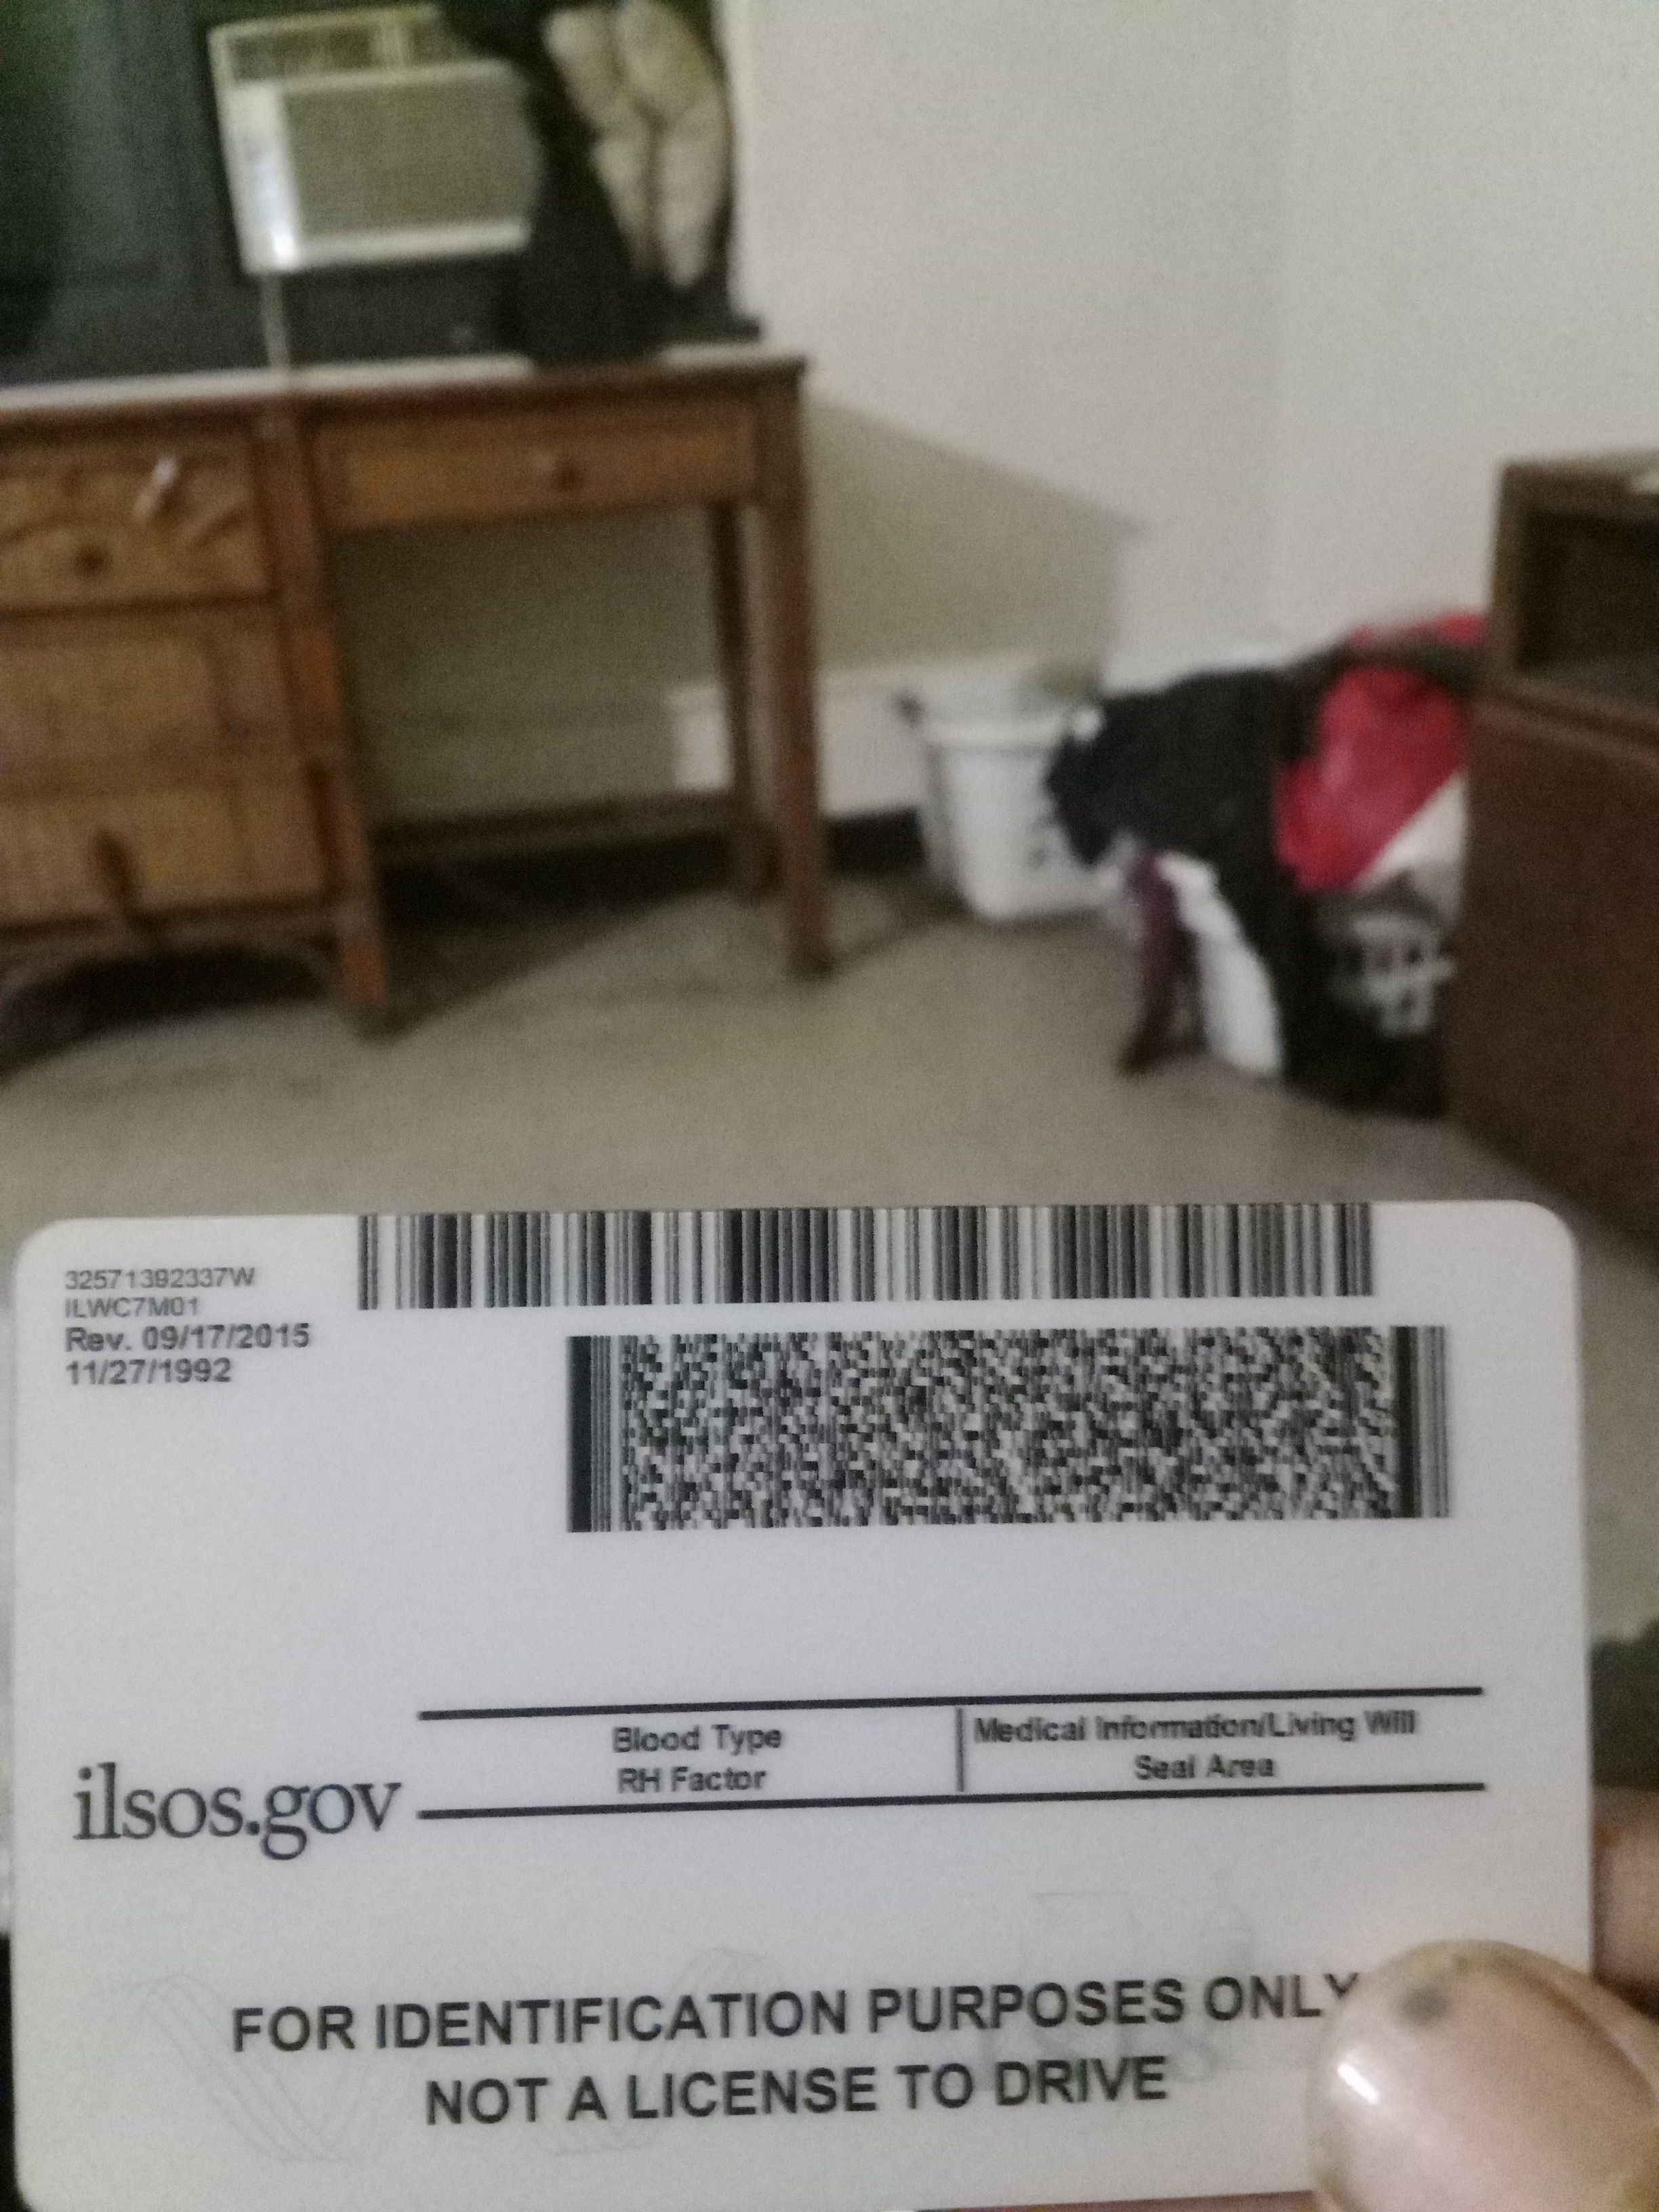 32571392337W
ILWC7M01
Rev. 09/17/2015
11/27/1992
Blood Type
RH Factor
Medical Information/Living Will
Seal Area
ilsos.gov
FOR IDENTIFICATION PURPOSES ONLY
NOT A LICENSE TO DRIVE